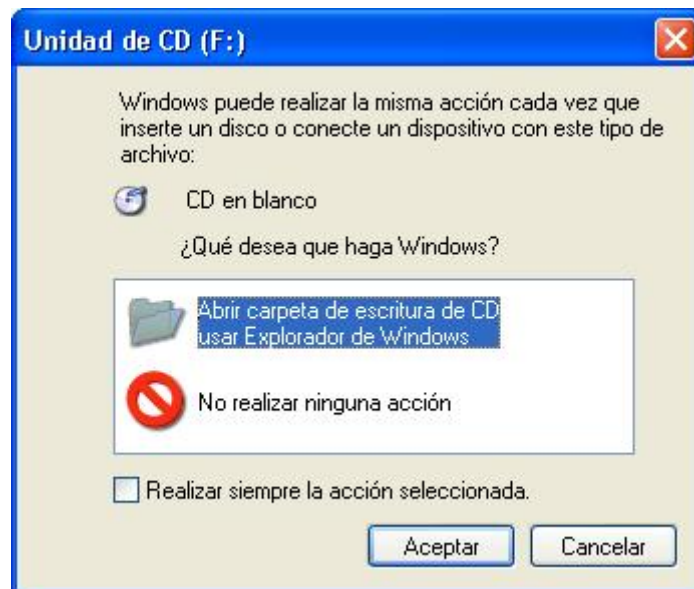 Unidad de CD (F:)
Windows puede realizar la misma acción cada vez que
inserte un disco o conecte un dispositivo con este tipo de
archivo:
CD en blanco
¿Qué desea que haga Windows?
Abrir carpeta de escritura de CD
usar Explorador de Windows
No realizar ninguna acción
Realizar siempre la acción seleccionada.
Aceptar
Cancelar